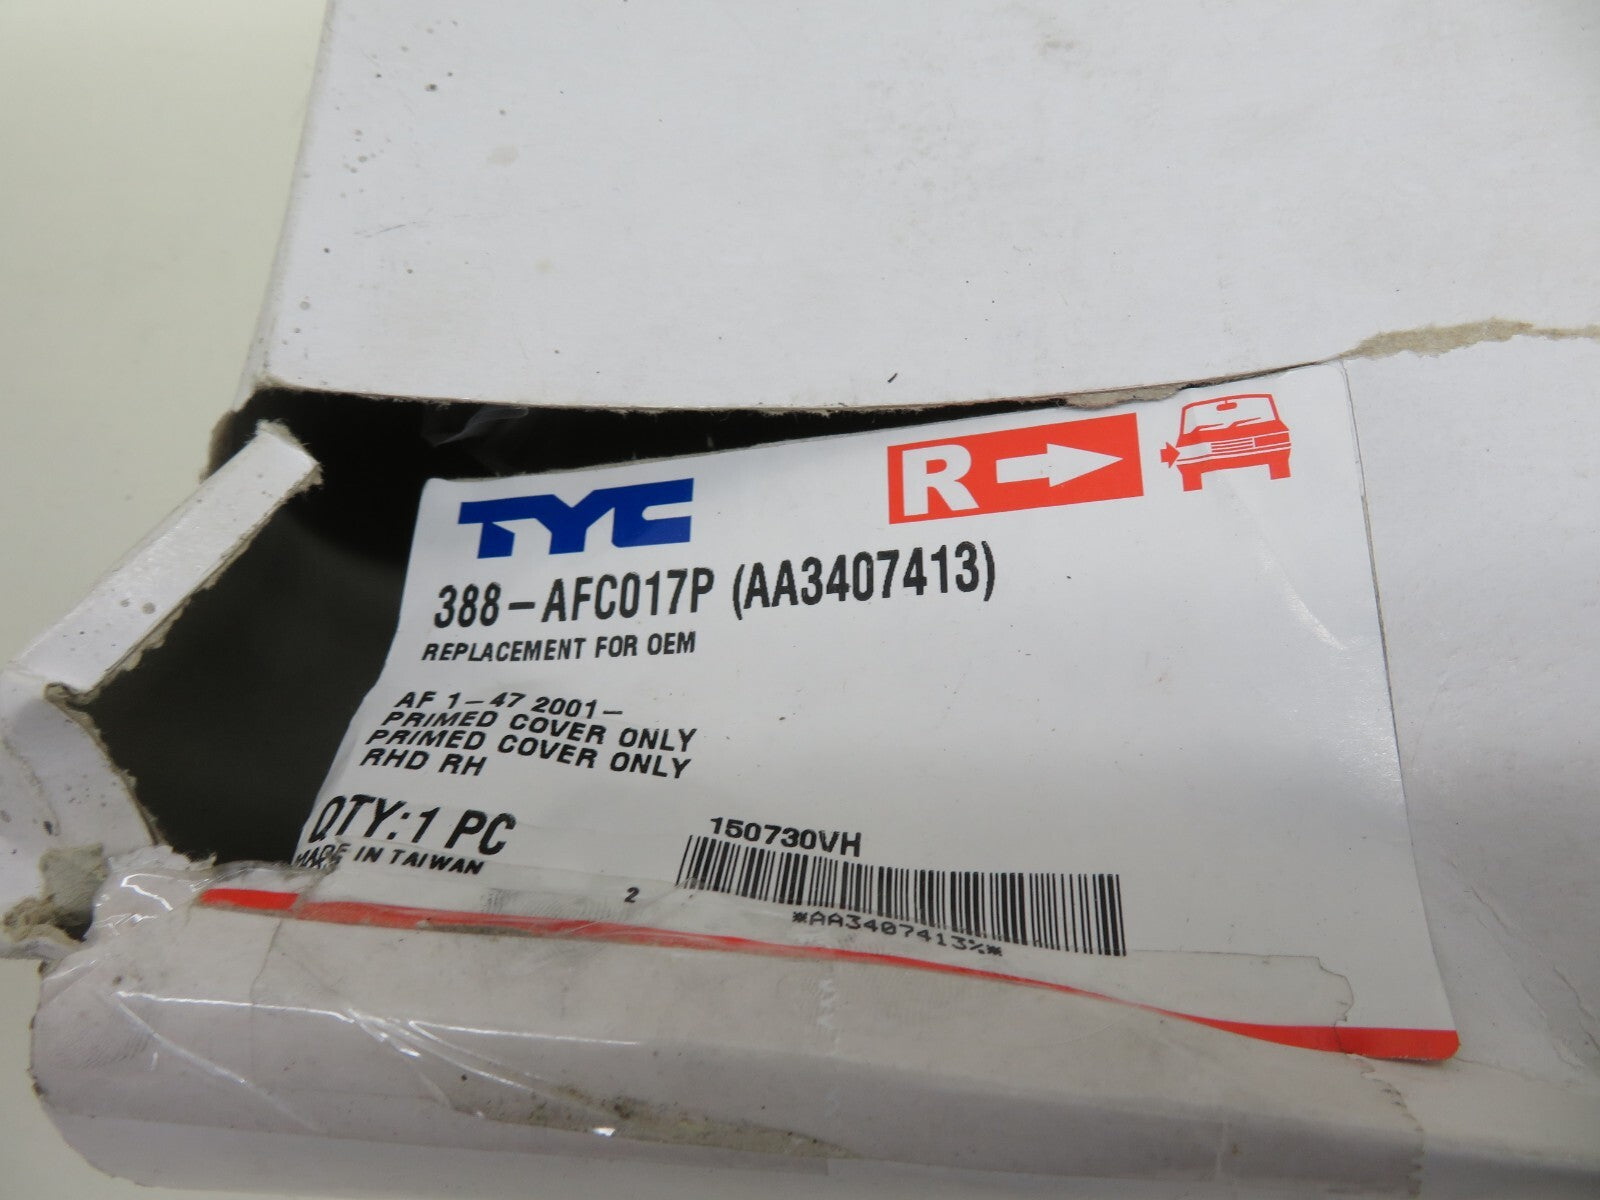 TYC
R
388-AFC017P (AA3407413)
REPLACEMENT FOR OEM
AF 1-47 2001-
PRIMED COVER ONLY
PRIMED COVER ONLY
RHD RH
QTY:1 PC
MADE IN TAIWAN
150730VH
2
*AA3407413%*